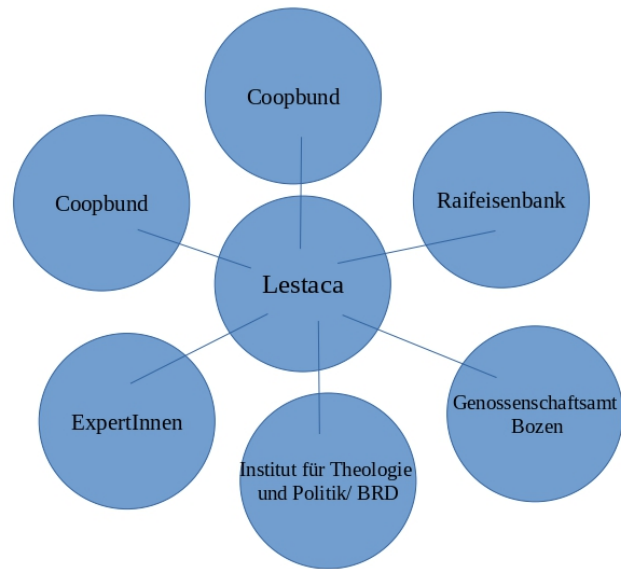 Coopbund
Coopbund
Raifeisenbank
Lestaca
ExpertInnen
Genossenschaftsamt
Bozen
Institut für Theologie
und Politik/ BRD